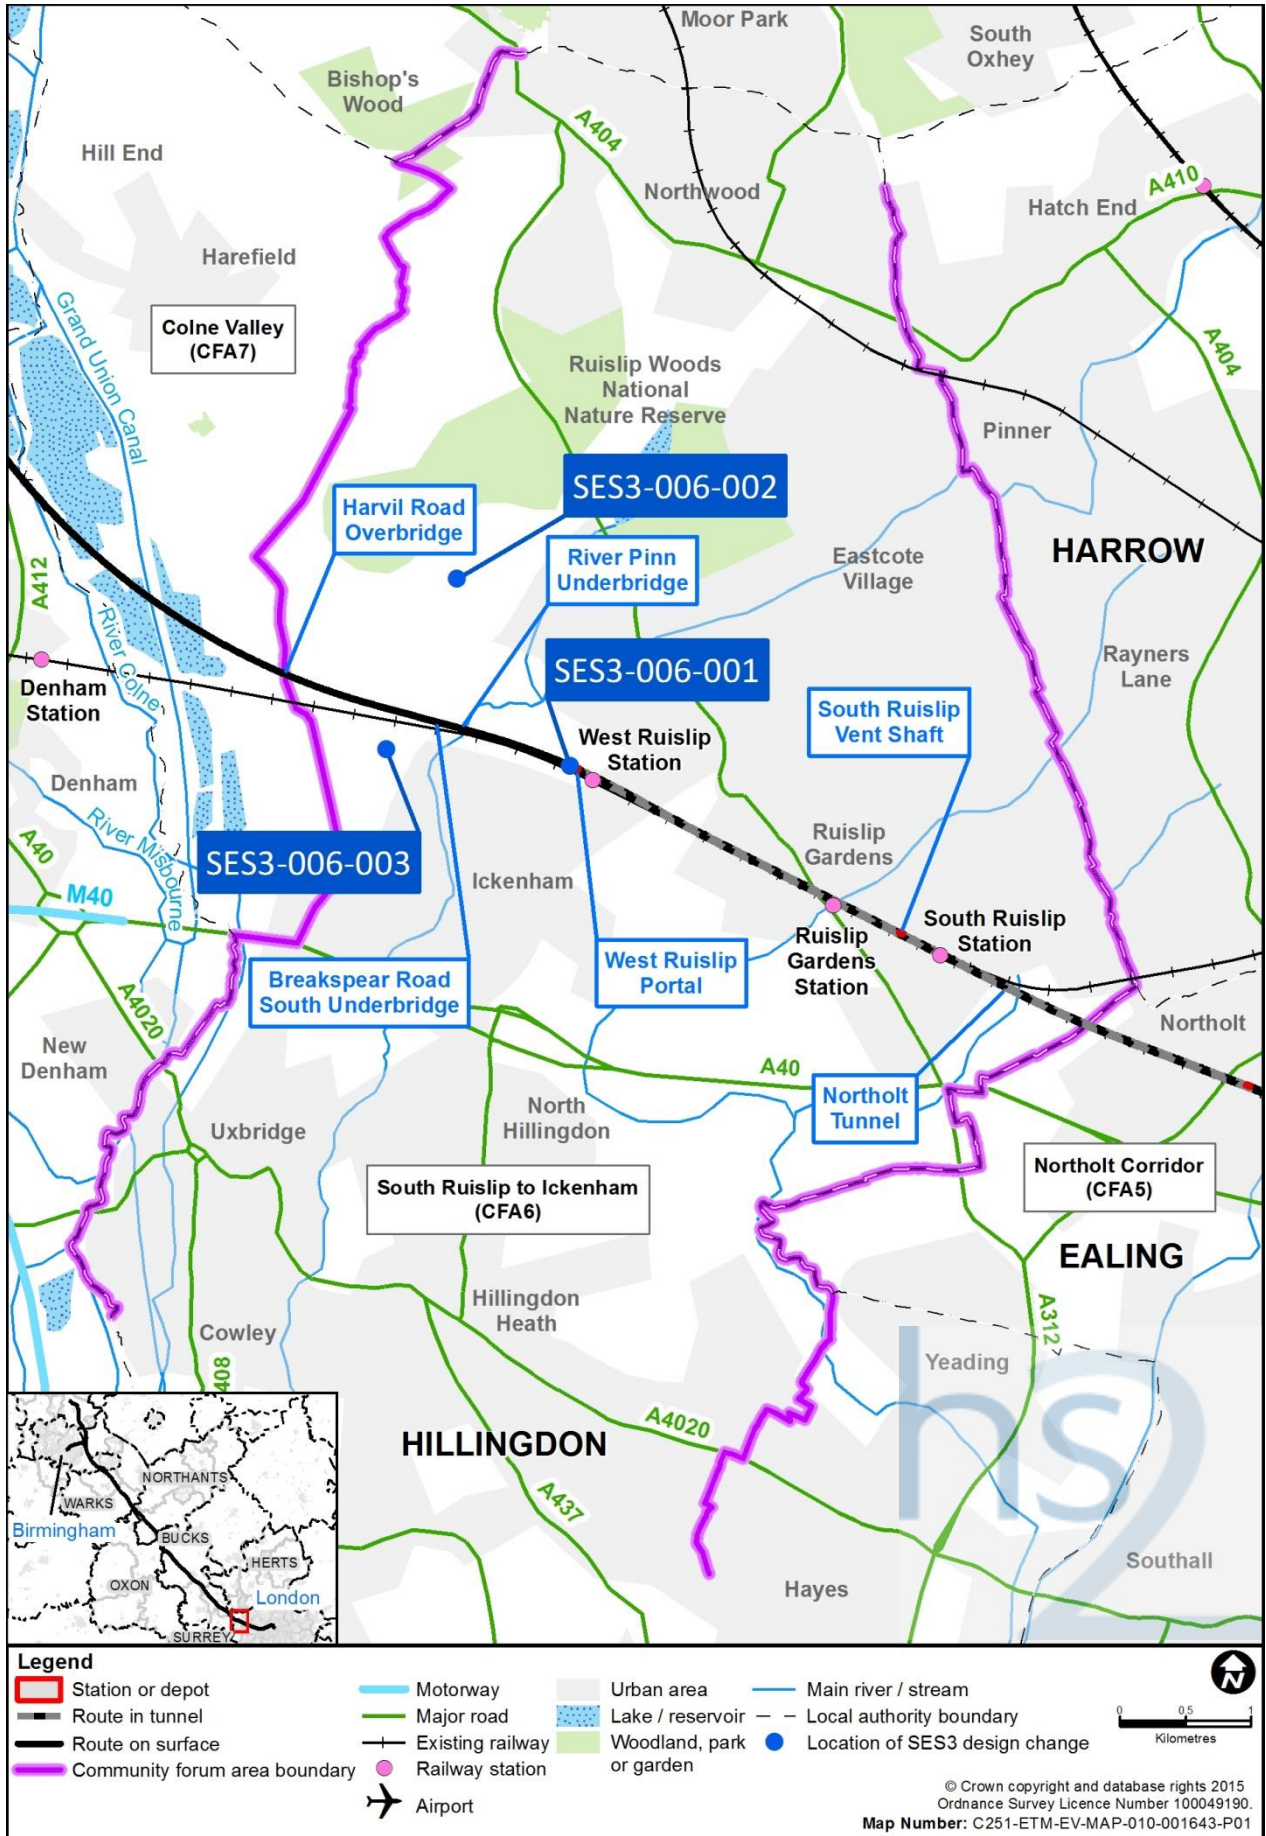 Moor Park
South
Oxhey
Bishop's
Wood
A404
Hill End
Northwood
A410
Hatch End
Harefield
Grand Union Canal
Colne Valley
(CFA7)
A404
Ruislip Woods
National
Nature Reserve
Pinner
SES3-006-002
Harvil Road
Overbridge
River Pinn
Underbridge
HARROW
Eastcote
Village
A412
River Colne
SES3-006-001
Rayners
Lane
Denham
Station
South Ruislip
Vent Shaft
West Ruislip
Station
Denham
River Misbourne
A40
SES3-006-003
Ruislip
Gardens
Ickenham
M40
South Ruislip
Station
Ruislip
Gardens
Station
West Ruislip
Portal
Breakspear Road
South Underbridge
A4020
Northolt
New
Denham
A40
Northolt
Tunnel
North
Hillingdon
Uxbridge
South Ruislip to Ickenham
(CFA6)
Northolt Corridor
(CFA5)
EALING
Hillingdon
Heath
A312
Cowley
408
Yeading
hs2
A4020
HILLINGDON
A437
Southall
Hayes
NORTHANTS
WARKS
Birmingham
BUCKS
HERTS
OXON
London
SURREY
Legend
Station or depot
Route in tunnel
Route on surface
Community forum area boundary
Motorway
Major road
Existing railway
Railway station
Airport
Urban area
Lake / reservoir
Woodland, park
or garden
Main river / stream
Local authority boundary
Location of SES3 design change
N
0 0.5 1
Kilometres
© Crown copyright and database rights 2015
Ordnance Survey Licence Number 100049190.
Map Number: C251-ETM-EV-MAP-010-001643-P01